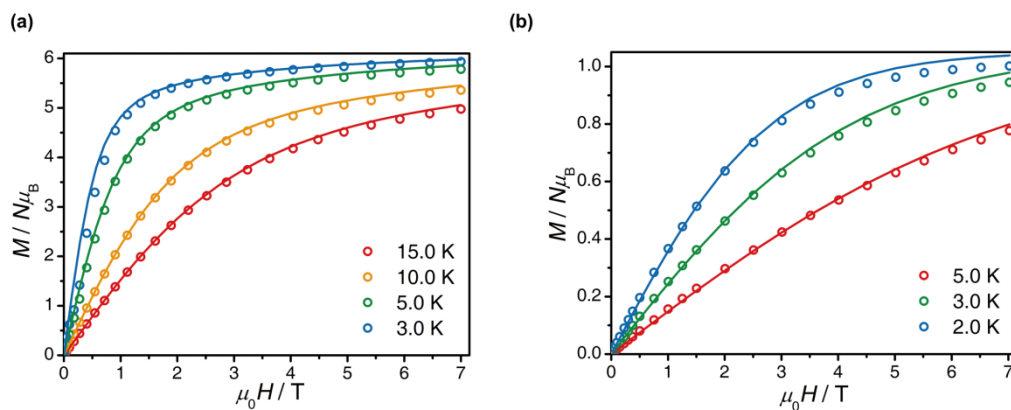 (a)
M / Nμ_B
6
5
4
3
2
1
0
15.0 K
10.0 K
5.0 K
3.0 K
0 1 2 3 4 5 6 7
μ₀H / T
(b)
M / Nμ_B
1.0
0.8
0.6
0.4
0.2
0.0
5.0 K
3.0 K
2.0 K
0 1 2 3 4 5 6 7
μ₀H / T